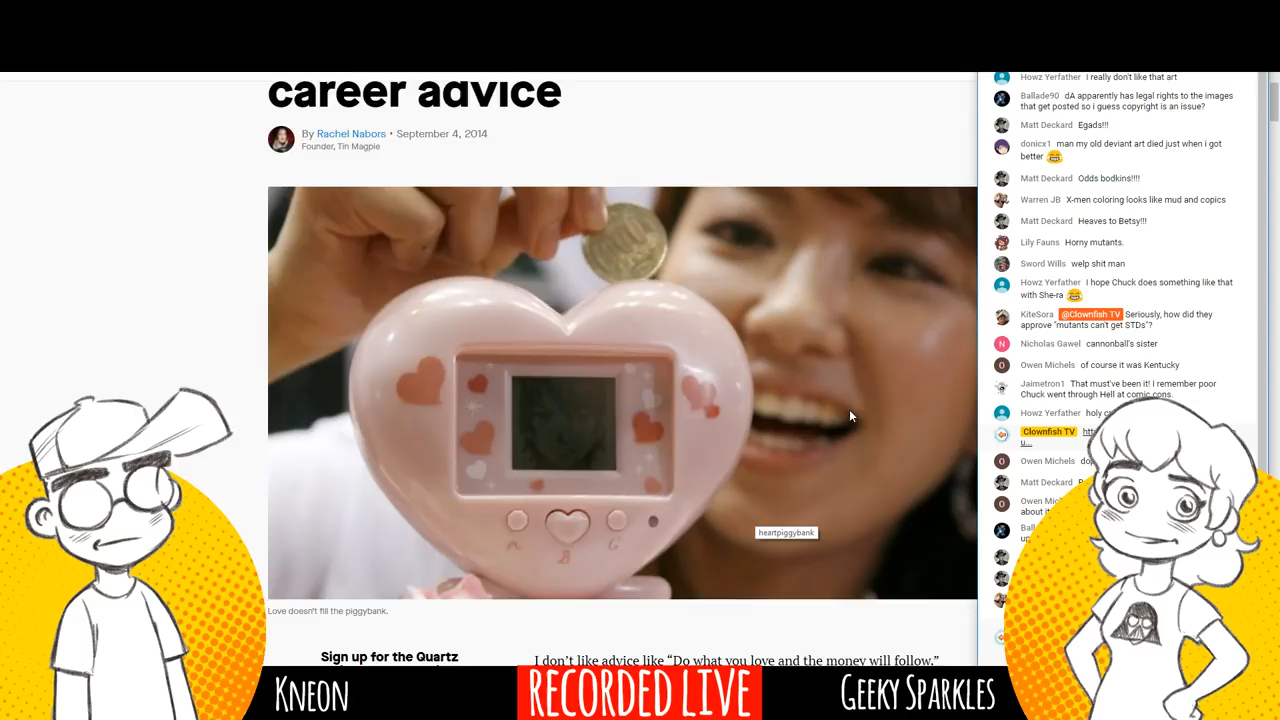 career advice
By Rachel Nabors • September 4, 2014
Founder, Tin Magpie
A
B
C
heartpiggybank
Love doesn't fill the piggybank.
Sign up for the Quartz
I don't like advice like “Do what you love and the money will follow.”
Howz Yerfather I really don't like that art
Ballade90 dA apparently has legal rights to the images
that get posted so i guess copyright is an issue?
Matt Deckard Egads!!!
donicx1 man my old deviant art died just when i got
better
Matt Deckard Odds bodkins!!!!
Warren JB X-men coloring looks like mud and copics
Matt Deckard Heaves to Betsy!!!
Lily Fauns Horny mutants.
Sword Wills welp shit man
Howz Yerfather I hope Chuck does something like that
with She-ra
KiteSora @Clownfish TV Seriously, how did they
approve "mutants can't get STDs"?
N
Nicholas Gawel cannonball's sister
O
Owen Michels of course it was Kentucky
Jaimetron1 That must've been it! I remember poor
Chuck went through Hell at comic cons.
Howz Yerfather holy
Clownfish TV
u...
O
Owen Michels
Matt Deckard
O
about it
up
KNEON
RECORDED LIVE
GEEKY SPARKLES